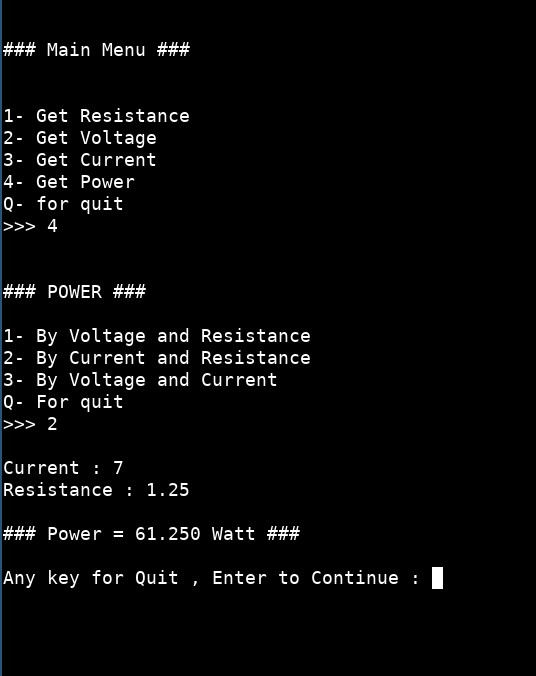 ### Main Menu ###
1- Get Resistance
2- Get Voltage
3- Get Current
4- Get Power
Q- for quit
>>> 4
### POWER ###
1- By Voltage and Resistance
2- By Current and Resistance
3- By Voltage and Current
Q- For quit
>>> 2
Current : 7
Resistance : 1.25
### Power = 61.250 Watt ###
Any key for Quit , Enter to Continue :